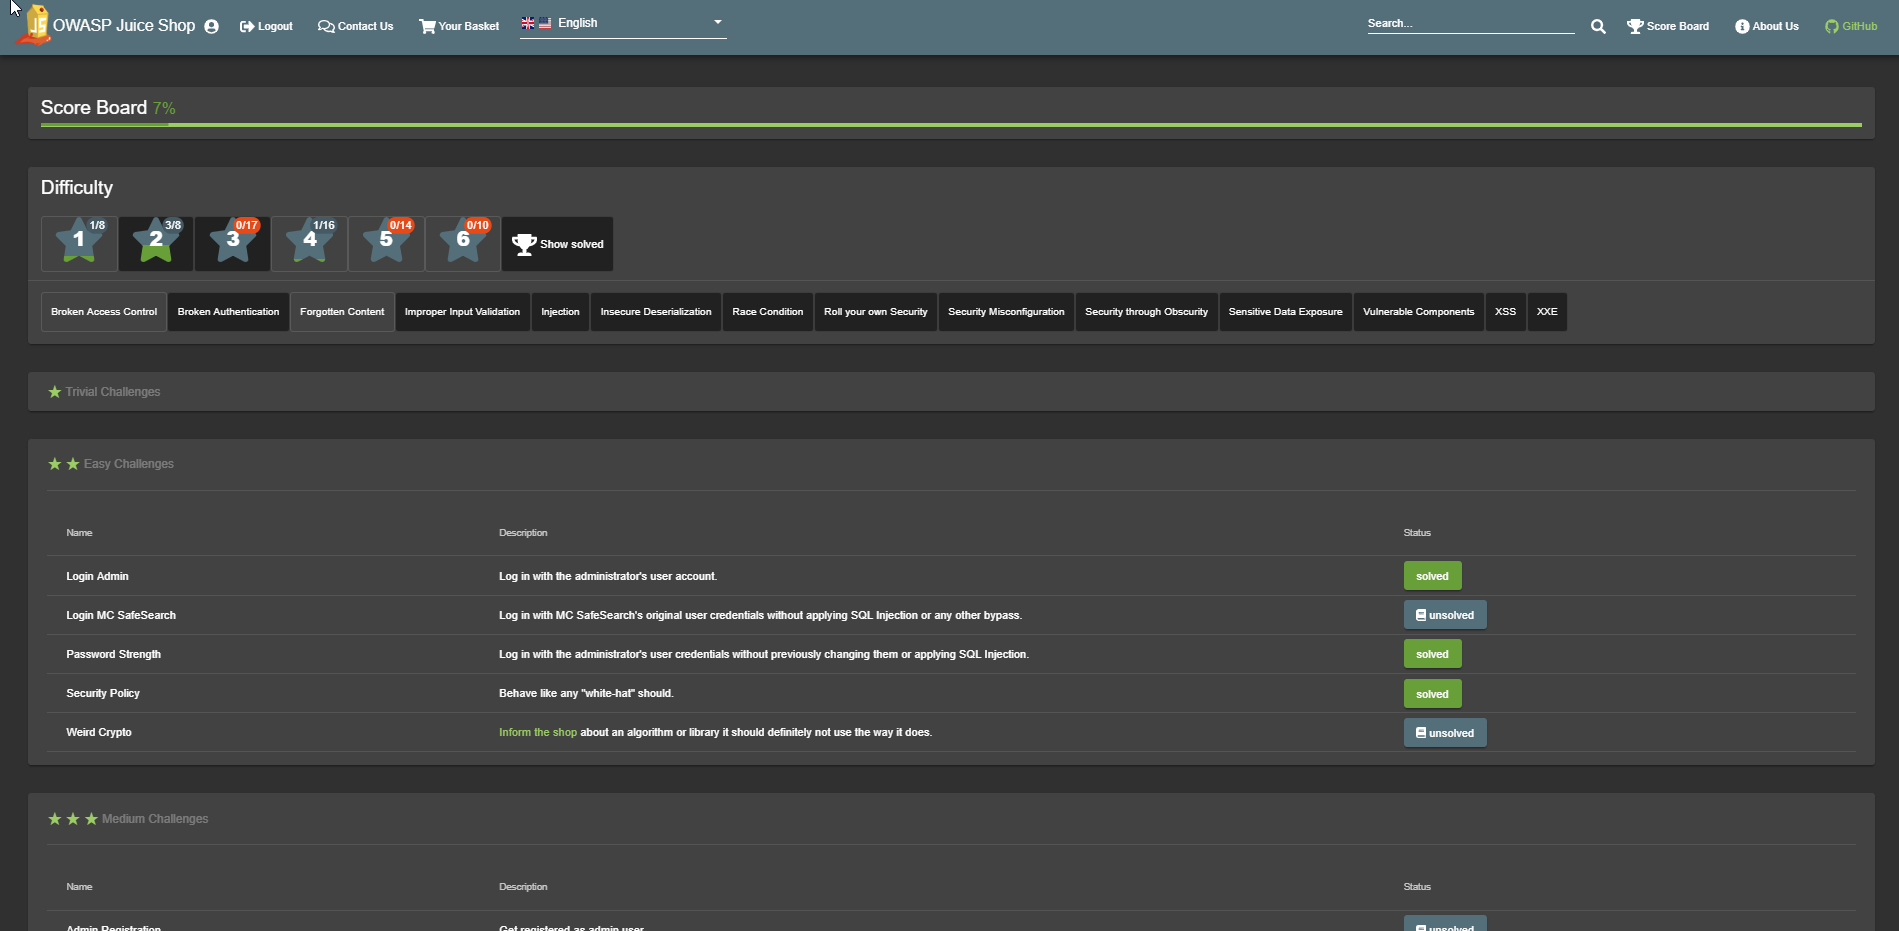 OWASP Juice Shop Logout Contact Us Your Basket English Search... Score Board About Us GitHub
Score Board 7%
Difficulty
1 1/8 2 3/8 3 0/17 4 1/16 5 0/14 6 0/10 Show solved
Broken Access Control Broken Authentication Forgotten Content Improper Input Validation Injection Insecure Deserialization Race Condition Roll your own Security Security Misconfiguration Security through Obscurity Sensitive Data Exposure Vulnerable Components XSS XXE
Trivial Challenges
Easy Challenges
Name Description Status
Login Admin Log in with the administrator's user account. solved
Login MC SafeSearch Log in with MC SafeSearch's original user credentials without applying SQL Injection or any other bypass. unsolved
Password Strength Log in with the administrator's user credentials without previously changing them or applying SQL Injection. solved
Security Policy Behave like any "white-hat" should. solved
Weird Crypto Inform the shop about an algorithm or library it should definitely not use the way it does. unsolved
Medium Challenges
Name Description Status
Admin Registration Get registered as admin user. unsolved